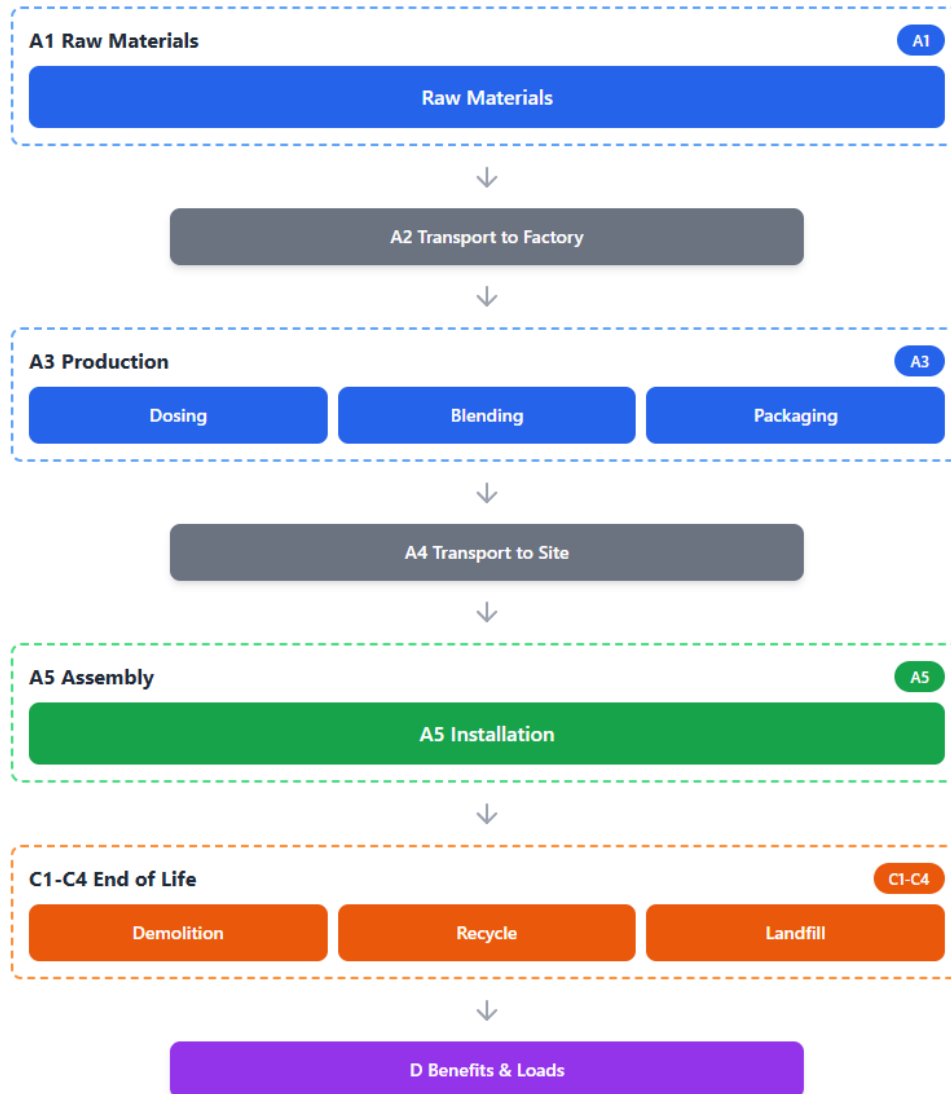 A1 Raw Materials
A1
Raw Materials
A2 Transport to Factory
A3 Production
A3
Dosing
Blending
Packaging
A4 Transport to Site
A5 Assembly
A5
A5 Installation
C1-C4 End of Life
C1-C4
Demolition
Recycle
Landfill
D Benefits & Loads